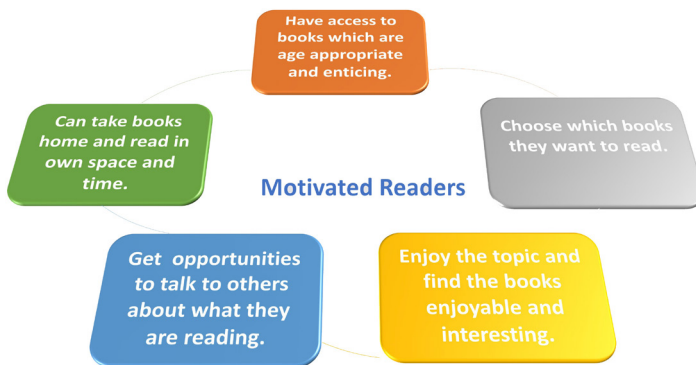 Have access to
books which are
age appropriate
and enticing.
Choose which books
they want to read.
Enjoy the topic and
find the books
enjoyable and
interesting.
Get opportunities
to talk to others
about what they
are reading.
Can take books
home and read in
own space and
time.
Motivated Readers